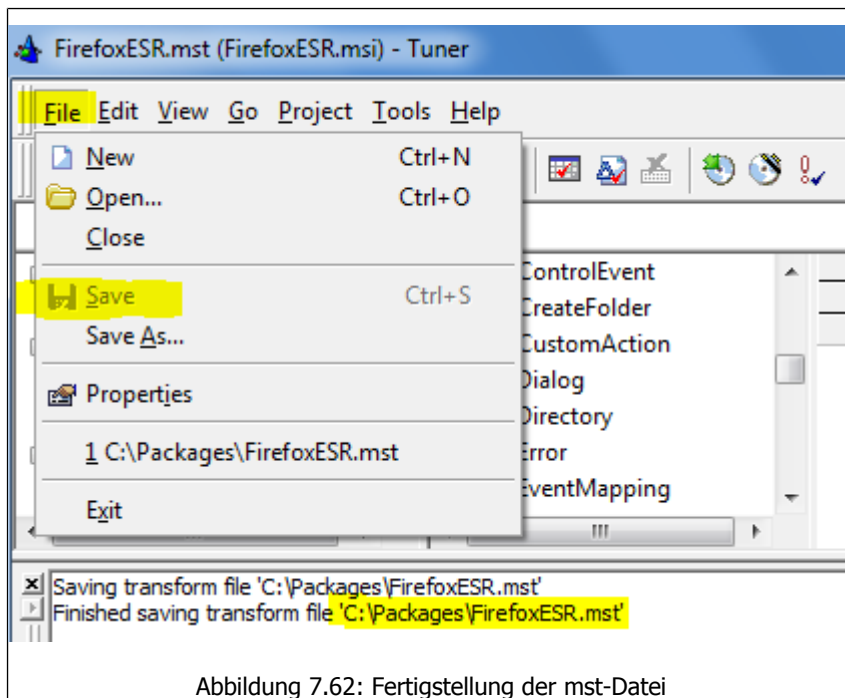 FirefoxESR.mst (FirefoxESR.msi) - Tuner
File Edit View Go Project Tools Help
New Ctrl+N
Open... Ctrl+O
Close
Save Ctrl+S
Save As...
Properties
1 C:\Packages\FirefoxESR.mst
Exit
ControlEvent
CreateFolder
CustomAction
Dialog
Directory
Error
EventMapping
Saving transform file 'C:\Packages\FirefoxESR.mst'
Finished saving transform file 'C:\Packages\FirefoxESR.mst'
Abbildung 7.62: Fertigstellung der mst-Datei